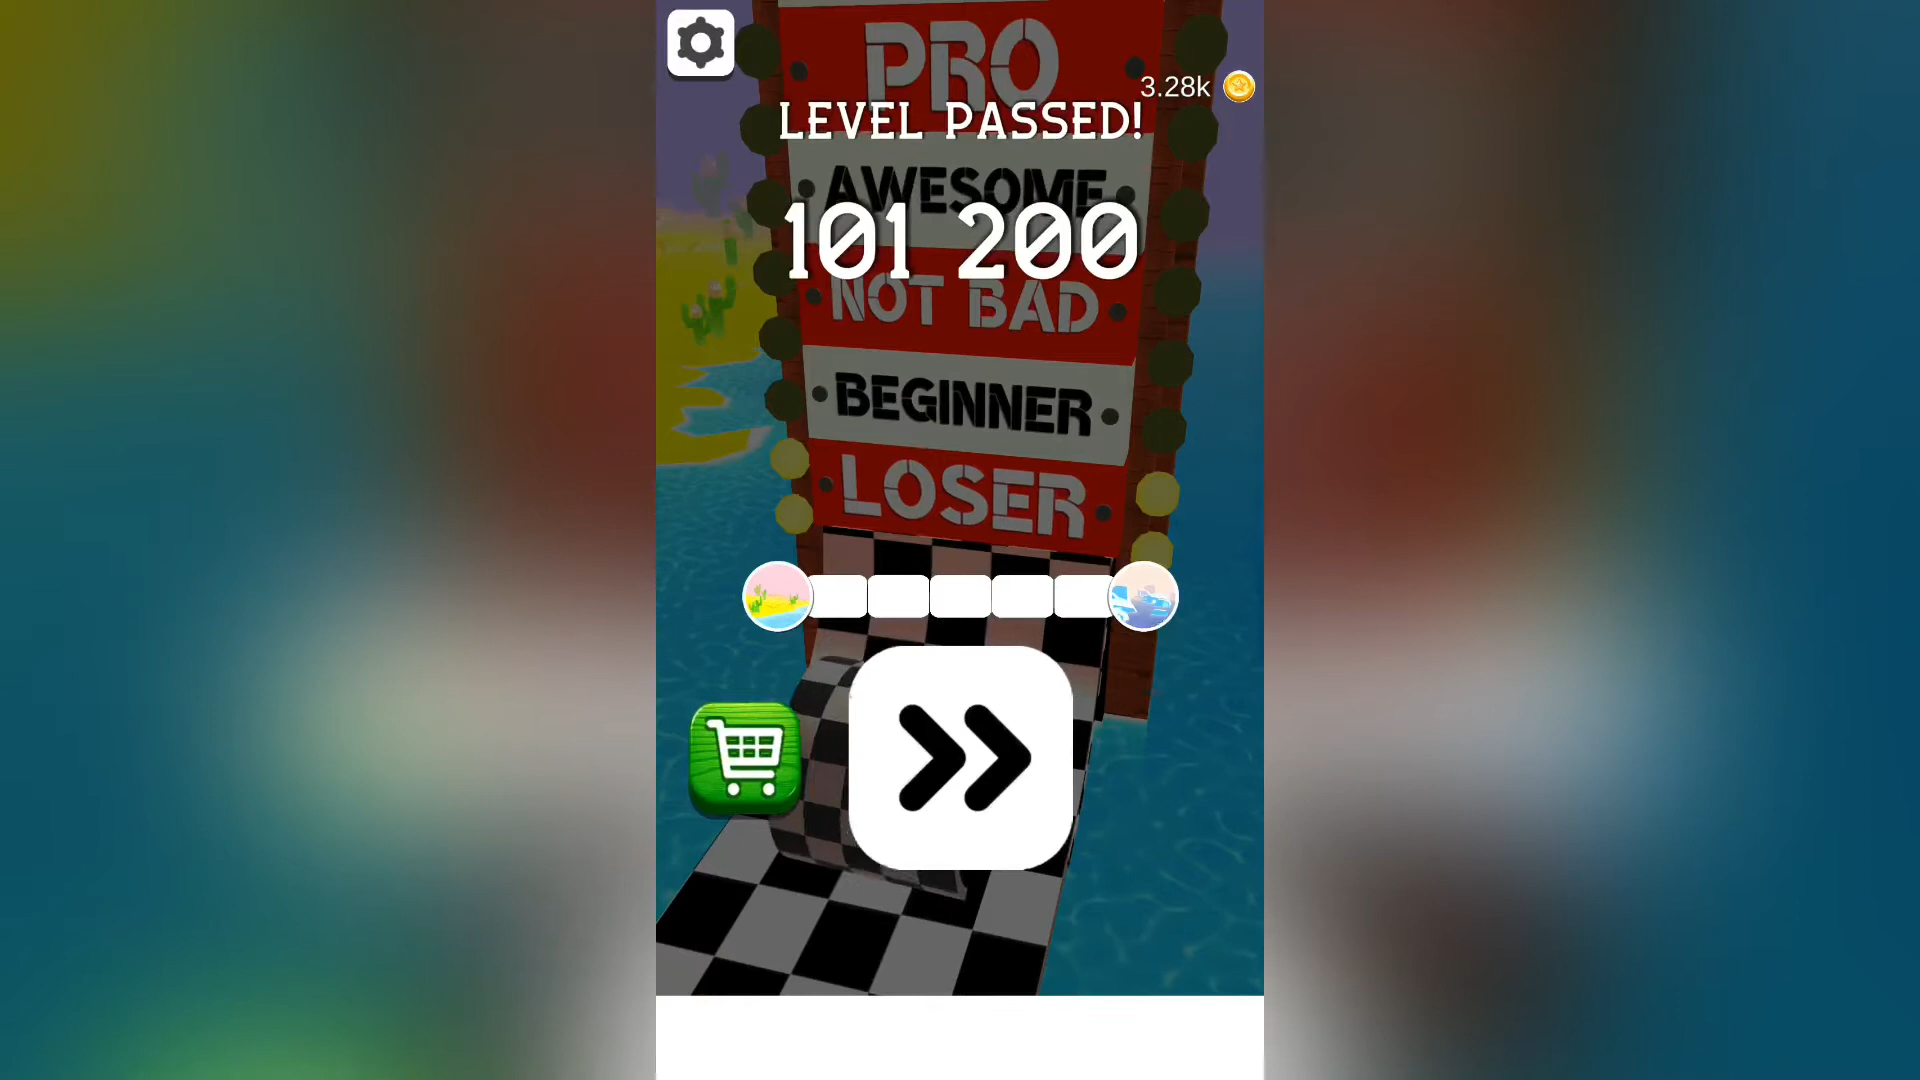 PRO
3.28k
LEVEL PASSED!
AWESOME
101 200
NOT BAD
BEGINNER
LOSER